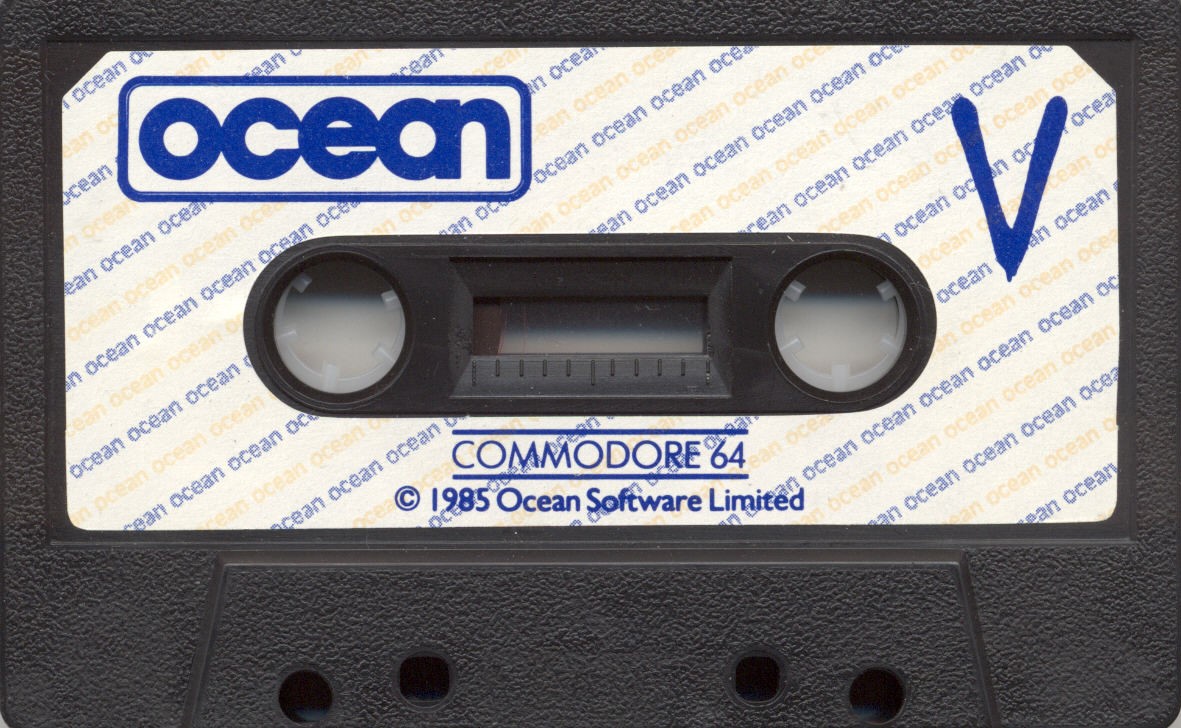 ocean
V
COMMODORE 64
© 1985 Ocean Software Limited